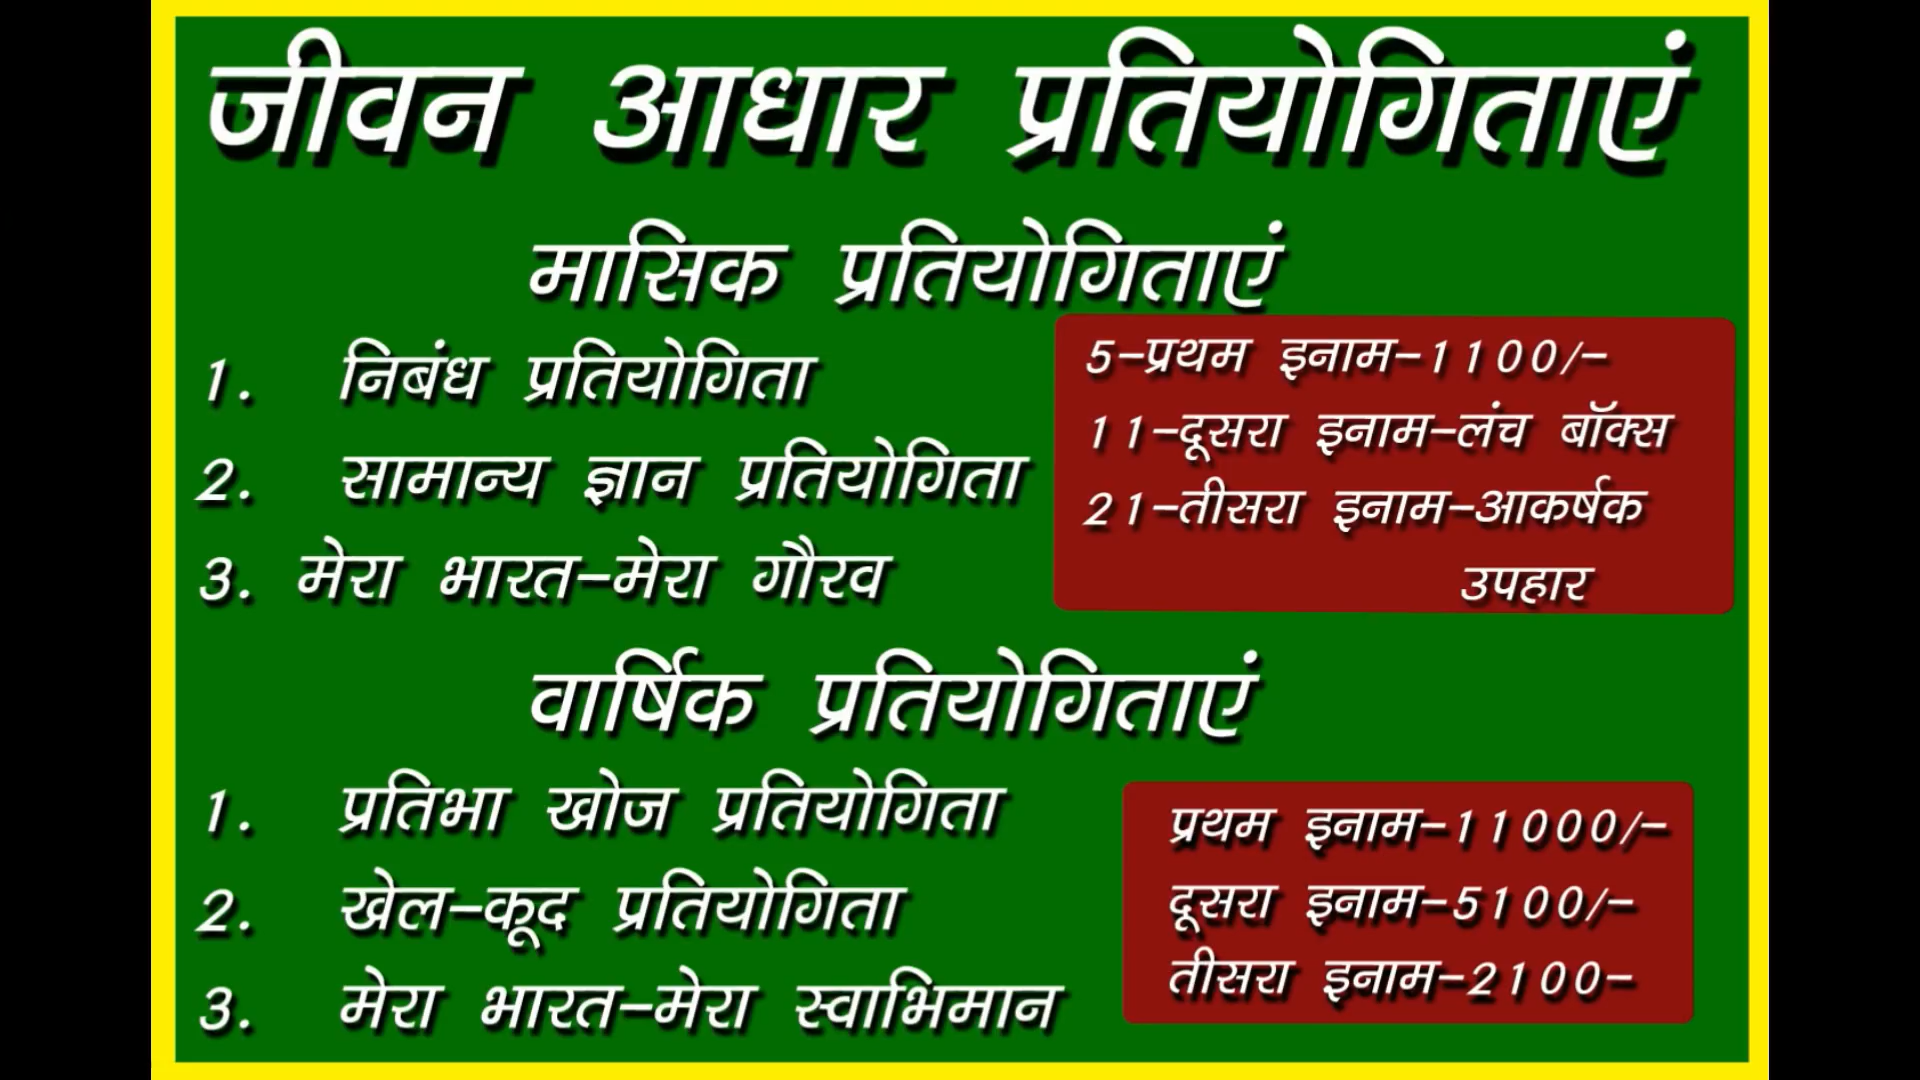 जीवन आधार प्रतियोगिताएं
मासिक प्रतियोगिताएं
1. निबंध प्रतियोगिता
2. सामान्य ज्ञान प्रतियोगिता
3. मेरा भारत-मेरा गौरव
5-प्रथम इनाम-1100/-
11-दूसरा इनाम-लंच बॉक्स
21-तीसरा इनाम-आकर्षक
उपहार
वार्षिक प्रतियोगिताएं
1. प्रतिभा खोज प्रतियोगिता
2. खेल-कूद प्रतियोगिता
3. मेरा भारत-मेरा स्वाभिमान
प्रथम इनाम-11000/-
दूसरा इनाम-5100/-
तीसरा इनाम-2100-